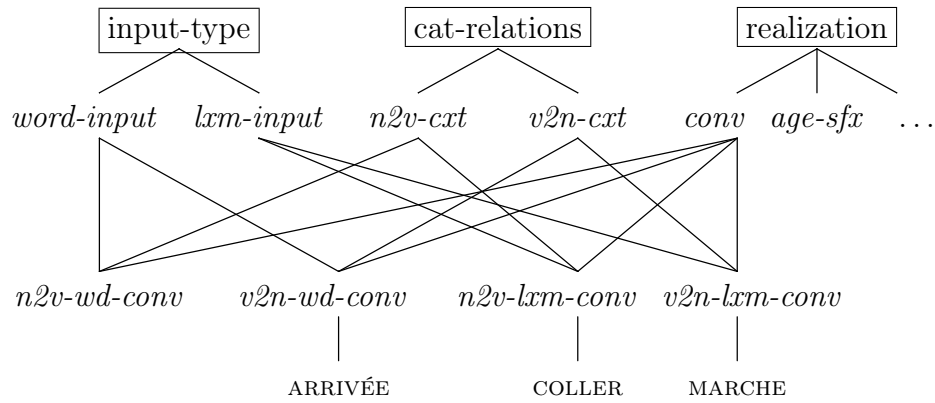 input-type cat-relations realization
word-input lxm-input n2v-cxt v2n-cxt conv age-sfx ...
n2v-wd-conv v2n-wd-conv n2v-lxm-conv v2n-lxm-conv
ARRIVÉE COLLER MARCHE